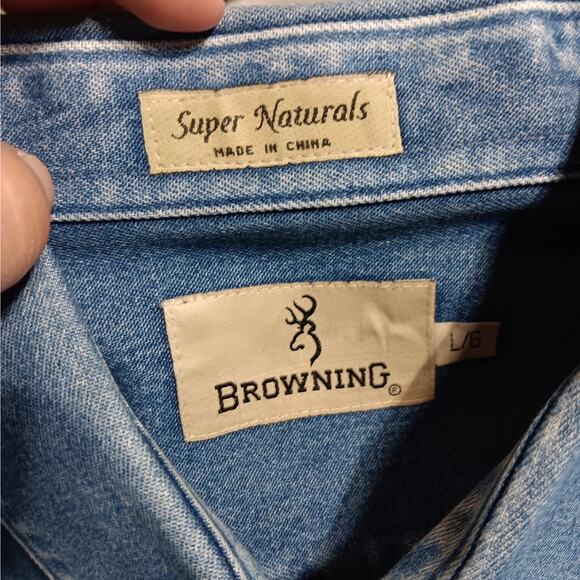 Super Naturals
MADE IN CHINA
L/G
BROWNING®